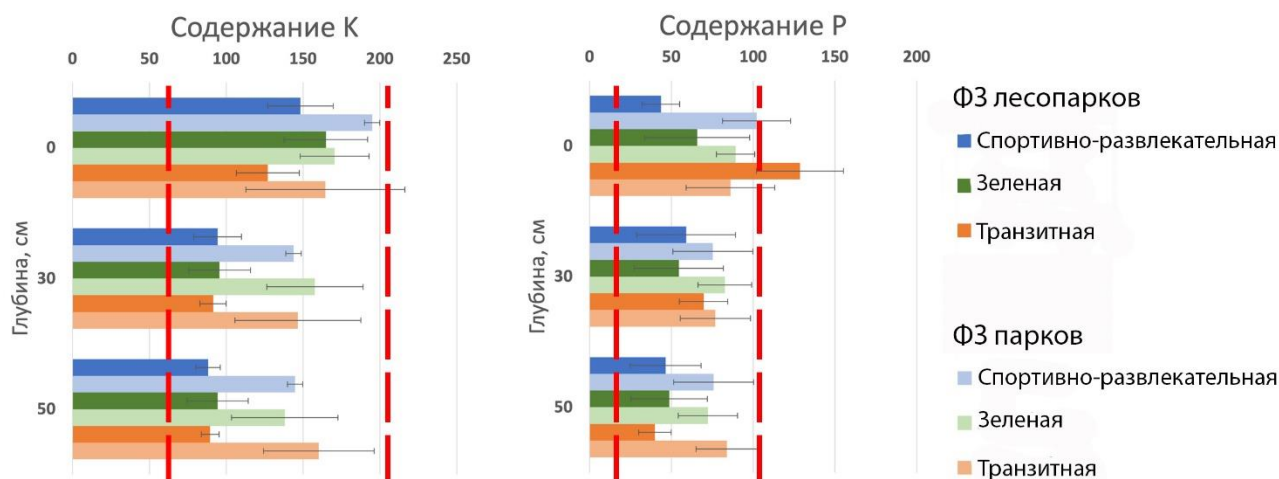 Содержание K
0 50 100 150 200 250
Глубина, см
0
30
50
Содержание P
0 50 100 150 200
Глубина, см
0
30
50
ФЗ лесопарков
Спортивно-развлекательная
Зеленая
Транзитная
ФЗ парков
Спортивно-развлекательная
Зеленая
Транзитная